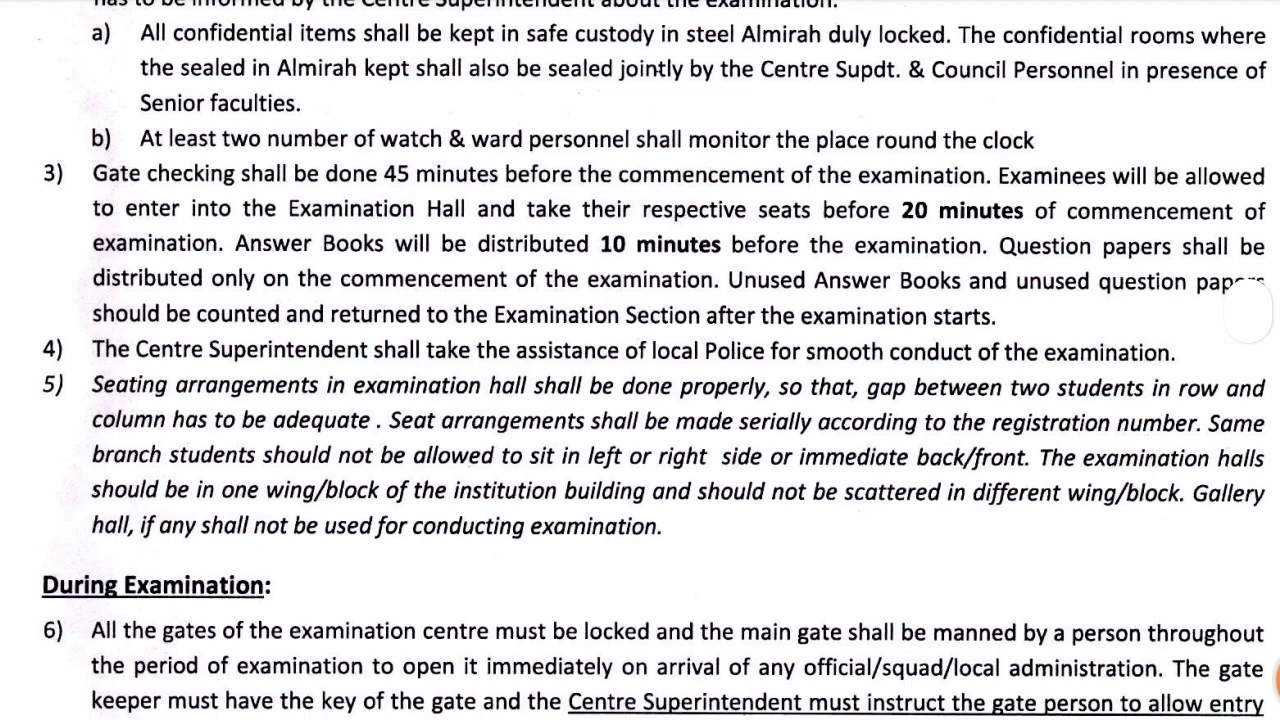 has to be informed by the Centre Superintendent about the examination.
a) All confidential items shall be kept in safe custody in steel Almirah duly locked. The confidential rooms where
the sealed in Almirah kept shall also be sealed jointly by the Centre Supdt. & Council Personnel in presence of
Senior faculties.
b) At least two number of watch & ward personnel shall monitor the place round the clock
3) Gate checking shall be done 45 minutes before the commencement of the examination. Examinees will be allowed
to enter into the Examination Hall and take their respective seats before 20 minutes of commencement of
examination. Answer Books will be distributed 10 minutes before the examination. Question papers shall be
distributed only on the commencement of the examination. Unused Answer Books and unused question papers
should be counted and returned to the Examination Section after the examination starts.
4) The Centre Superintendent shall take the assistance of local Police for smooth conduct of the examination.
5) Seating arrangements in examination hall shall be done properly, so that, gap between two students in row and
column has to be adequate . Seat arrangements shall be made serially according to the registration number. Same
branch students should not be allowed to sit in left or right side or immediate back/front. The examination halls
should be in one wing/block of the institution building and should not be scattered in different wing/block. Gallery
hall, if any shall not be used for conducting examination.
During Examination:
6) All the gates of the examination centre must be locked and the main gate shall be manned by a person throughout
the period of examination to open it immediately on arrival of any official/squad/local administration. The gate
keeper must have the key of the gate and the Centre Superintendent must instruct the gate person to allow entry